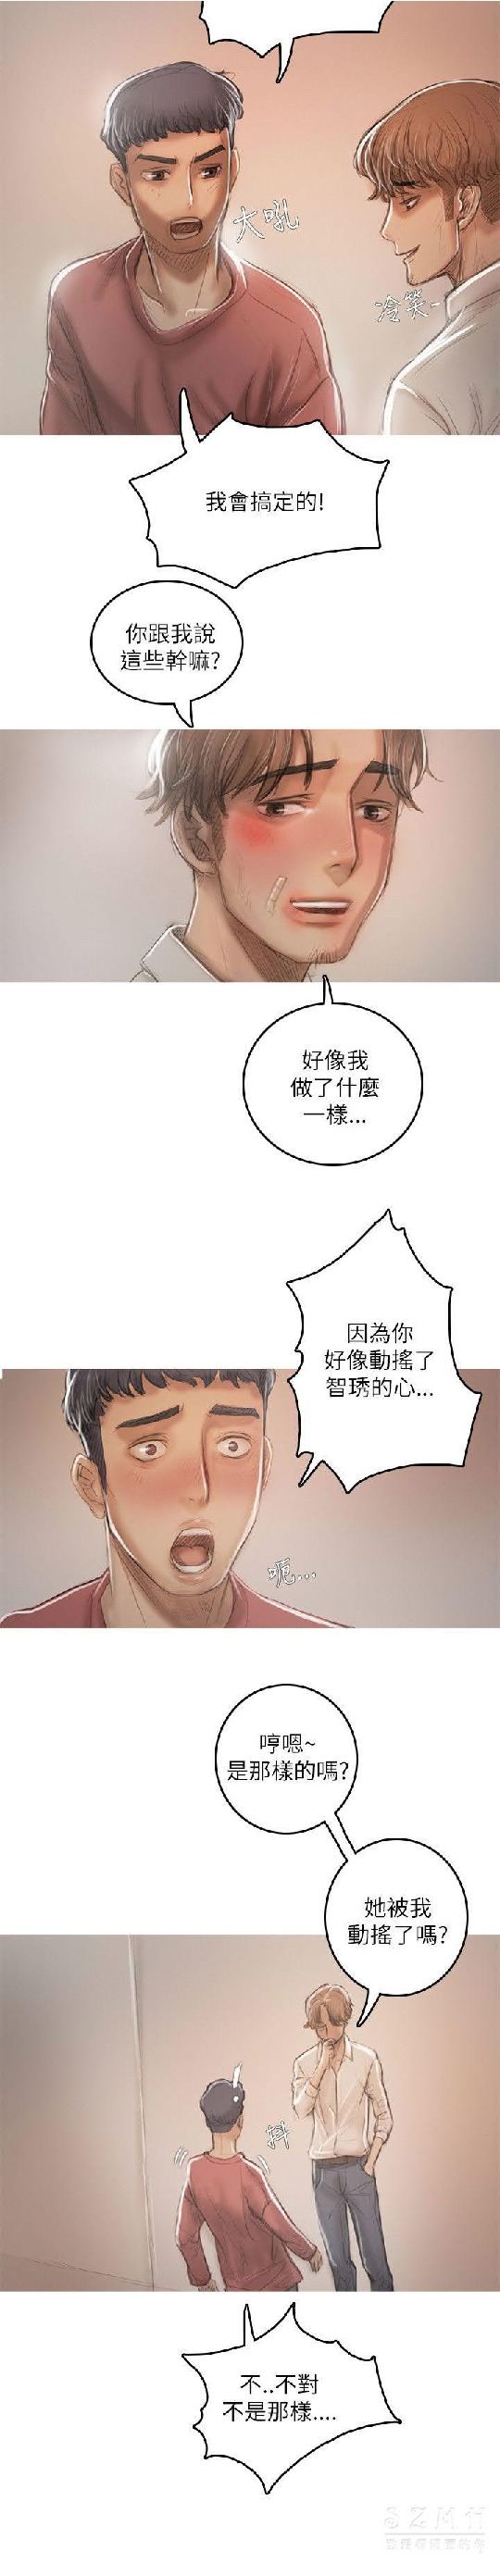 大吼
冷笑~
我會搞定的!
你跟我說
這些幹嘛?
好像我
做了什麼
一樣...
因為你
好像動搖了
智琇的心...
呃...
哼嗯~
是那樣的嗎?
她被我
動搖了嗎?
抖
不..不對
不是那樣....
SZMH